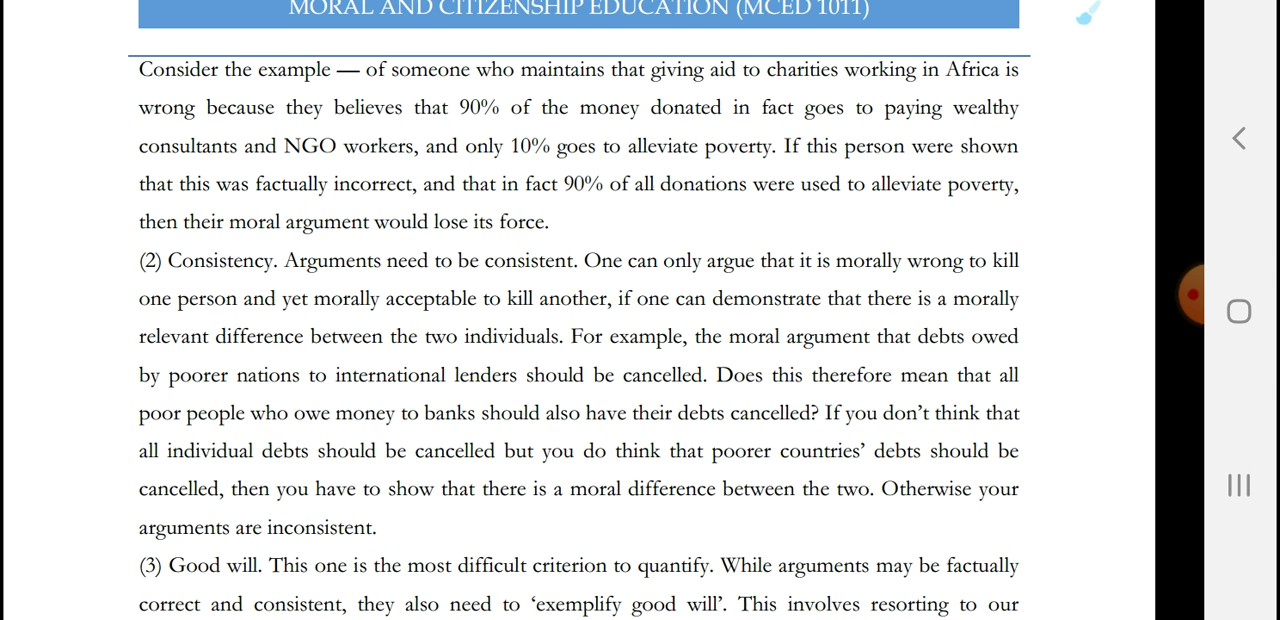 MORAL AND CITIZENSHIP EDUCATION (MCED 1011)
Consider the example — of someone who maintains that giving aid to charities working in Africa is
wrong because they believes that 90% of the money donated in fact goes to paying wealthy
consultants and NGO workers, and only 10% goes to alleviate poverty. If this person were shown
that this was factually incorrect, and that in fact 90% of all donations were used to alleviate poverty,
then their moral argument would lose its force.
(2) Consistency. Arguments need to be consistent. One can only argue that it is morally wrong to kill
one person and yet morally acceptable to kill another, if one can demonstrate that there is a morally
relevant difference between the two individuals. For example, the moral argument that debts owed
by poorer nations to international lenders should be cancelled. Does this therefore mean that all
poor people who owe money to banks should also have their debts cancelled? If you don’t think that
all individual debts should be cancelled but you do think that poorer countries’ debts should be
cancelled, then you have to show that there is a moral difference between the two. Otherwise your
arguments are inconsistent.
(3) Good will. This one is the most difficult criterion to quantify. While arguments may be factually
correct and consistent, they also need to ‘exemplify good will’. This involves resorting to our